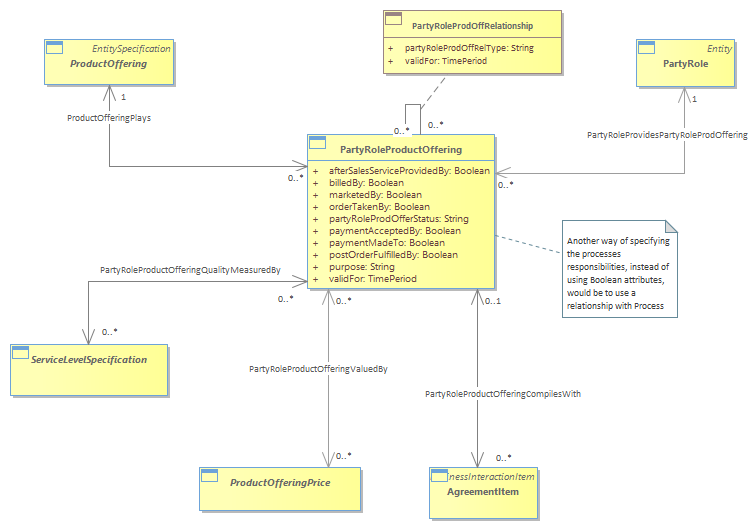 PartyRoleProdOffRelationship
+ partyRoleProdOffRelType: String
+ validFor: TimePeriod
EntitySpecification
ProductOffering
Entity
PartyRole
1
ProductOfferingPlays
0..*
0..*
0..*
1
PartyRoleProvidesPartyRoleProdOffering
0..*
PartyRoleProductOffering
+ afterSalesServiceProvidedBy: Boolean
+ billedBy: Boolean
+ marketedBy: Boolean
+ orderTakenBy: Boolean
+ partyRoleProdOfferStatus: String
+ paymentAcceptedBy: Boolean
+ paymentMadeTo: Boolean
+ postOrderFulfilledBy: Boolean
+ purpose: String
+ validFor: TimePeriod
Another way of specifying
the processes
responsibilities, instead of
using Boolean attributes,
would be to use a
relationship with Process
PartyRoleProductOfferingQualityMeasuredBy
0..*
0..*
0..1
0..*
ServiceLevelSpecification
PartyRoleProductOfferingValuedBy
PartyRoleProductOfferingCompilesWith
0..*
0..*
ProductOfferingPrice
nessInteractionItem
AgreementItem